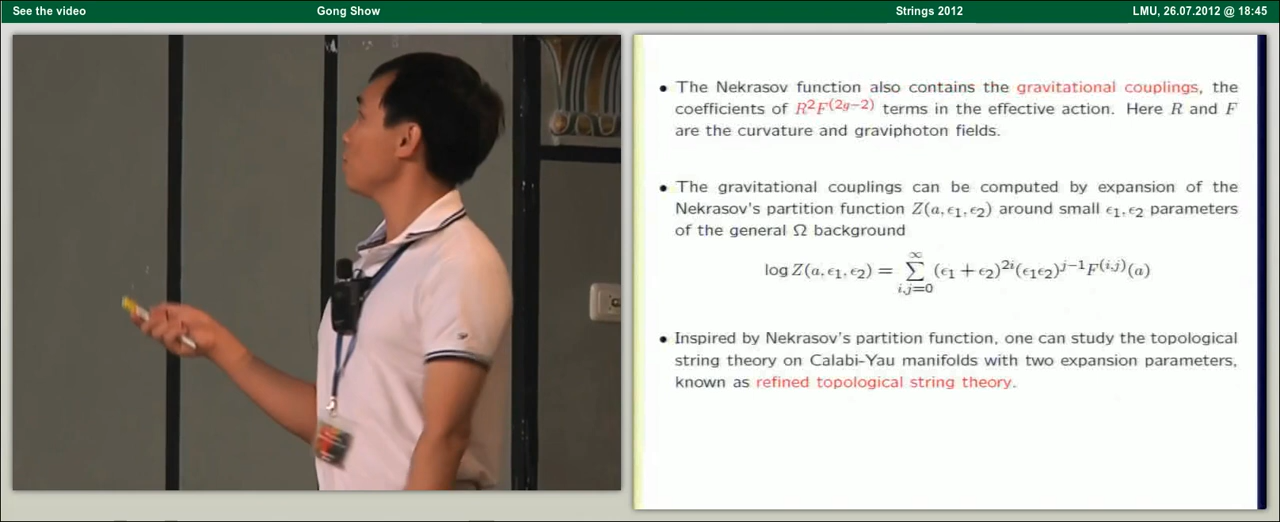 See the video
Gong Show
Strings 2012
LMU, 26.07.2012 @ 18:45
• The Nekrasov function also contains the gravitational couplings, the
coefficients of R²F⁽²ᵍ⁻²⁾ terms in the effective action. Here R and F
are the curvature and graviphoton fields.
• The gravitational couplings can be computed by expansion of the
Nekrasov's partition function Z(a, ϵ₁, ϵ₂) around small ϵ₁, ϵ₂ parameters
of the general Ω background
log Z(a, ϵ₁, ϵ₂) = ∑_{i,j=0}^{∞} (ϵ₁ + ϵ₂)^{2i}(ϵ₁ϵ₂)^{j−1}F^{(i,j)}(a)
• Inspired by Nekrasov's partition function, one can study the topological
string theory on Calabi-Yau manifolds with two expansion parameters,
known as refined topological string theory.